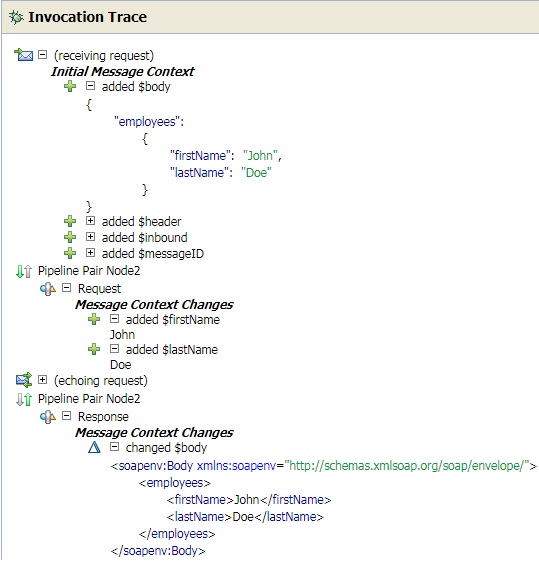 Invocation Trace
(receiving request)
Initial Message Context
added $body
{
"employees":
{
"firstName": "John",
"lastName": "Doe"
}
}
added $header
added $inbound
added $messageID
Pipeline Pair Node2
Request
Message Context Changes
added $firstName
John
added $lastName
Doe
(echoing request)
Pipeline Pair Node2
Response
Message Context Changes
changed $body
<soapenv:Body xmlns:soapenv="http://schemas.xmlsoap.org/soap/envelope/">
<employees>
<firstName>John</firstName>
<lastName>Doe</lastName>
</employees>
</soapenv:Body>